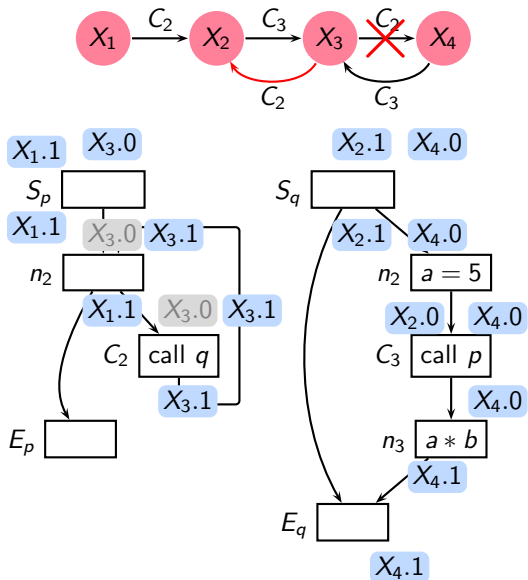 C₂ C₃ C₂
X₁ X₂ X₃ X₄
C₂ C₃
X₃.0 X₂.1 X₄.0
X₁.1
Sₚ S_q
X₁.1 X₃.0 X₃.1 X₂.1 X₄.0
n₂ n₂ a = 5
X₁.1 X₃.0 X₃.1 X₂.0 X₄.0
C₂ call q C₃ call p
X₃.1 X₄.0
Eₚ n₃ a ∗ b
X₄.1
E_q
X₄.1